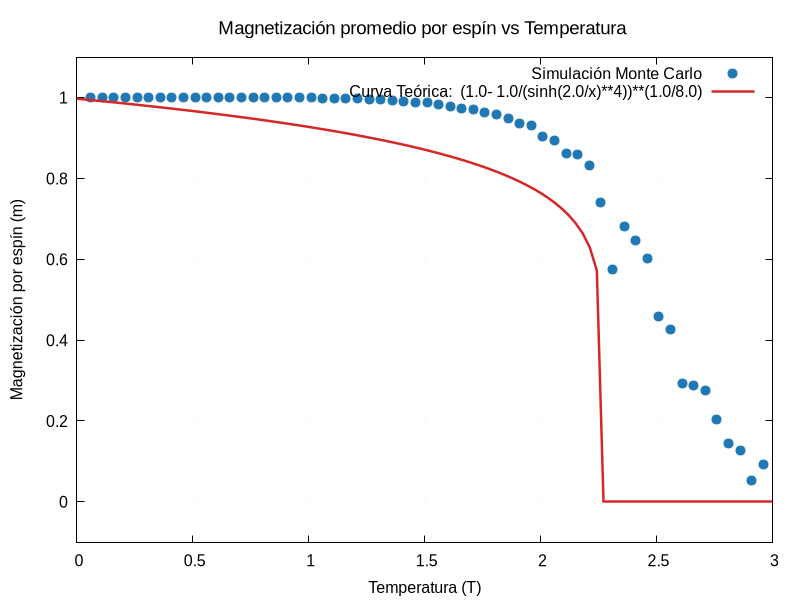 Magnetización promedio por espín vs Temperatura
Simulación Monte Carlo
Curva Teórica:  (1.0- 1.0/(sinh(2.0/x)**4))**(1.0/8.0)
1
0.8
0.6
0.4
0.2
0
Magnetización por espín (m)
0 0.5 1 1.5 2 2.5 3
Temperatura (T)